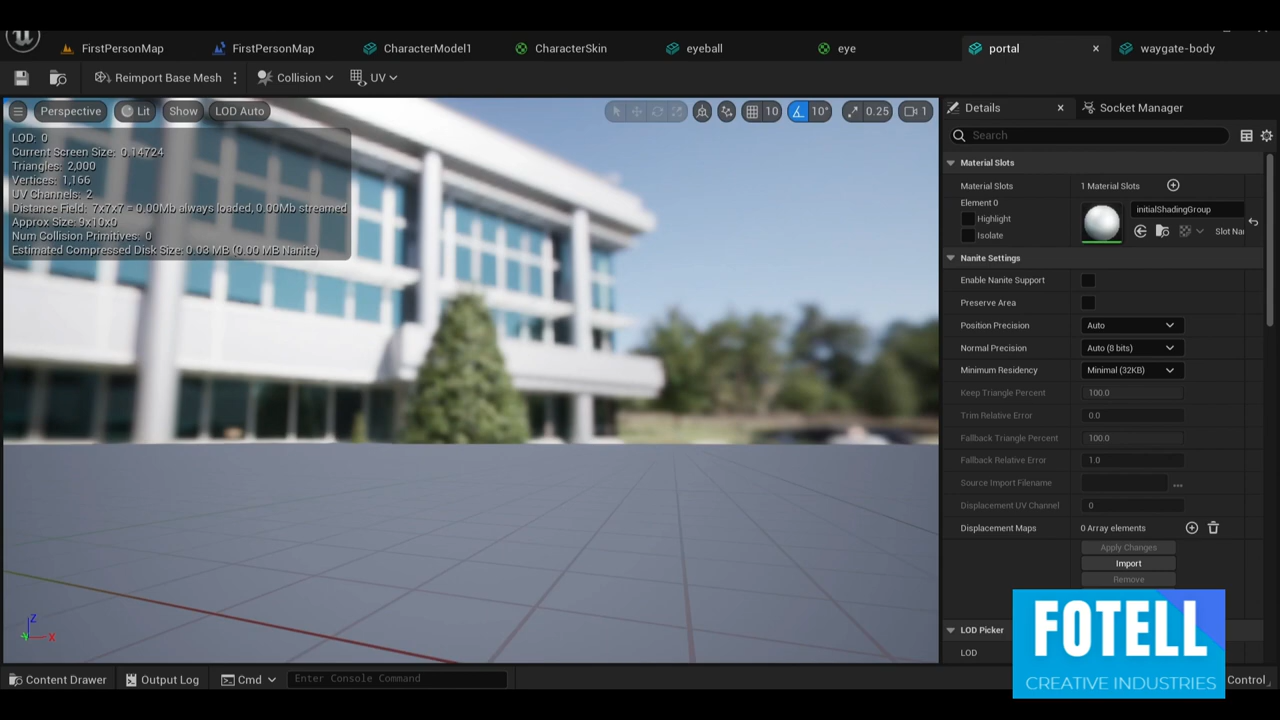 FirstPersonMap
FirstPersonMap
CharacterModel1
CharacterSkin
eyeball
eye
portal
waygate-body
Reimport Base Mesh
Collision
UV
Perspective
Lit
Show
LOD Auto
10
10°
0.25
1
LOD: 0
Current Screen Size: 0.14724
Triangles: 2,000
Vertices: 1,166
UV Channels: 2
Distance Field: 7x7x7 = 0.00Mb always loaded, 0.00Mb streamed
Approx Size: 9x10x0
Num Collision Primitives: 0
Estimated Compressed Disk Size: 0.03 MB (0.00 MB Nanite)
Z
X
Details
Socket Manager
Search
Material Slots
Material Slots
1 Material Slots
Element 0
Highlight
Isolate
initialShadingGroup
Slot Na
Nanite Settings
Enable Nanite Support
Preserve Area
Position Precision
Auto
Normal Precision
Auto (8 bits)
Minimum Residency
Minimal (32KB)
Keep Triangle Percent
100.0
Trim Relative Error
0.0
Fallback Triangle Percent
100.0
Fallback Relative Error
1.0
Source Import Filename
...
Displacement UV Channel
0
Displacement Maps
0 Array elements
Apply Changes
Import
Remove
LOD Picker
LOD
FOTELL
CREATIVE INDUSTRIES
Content Drawer
Output Log
Cmd
Enter Console Command
Control